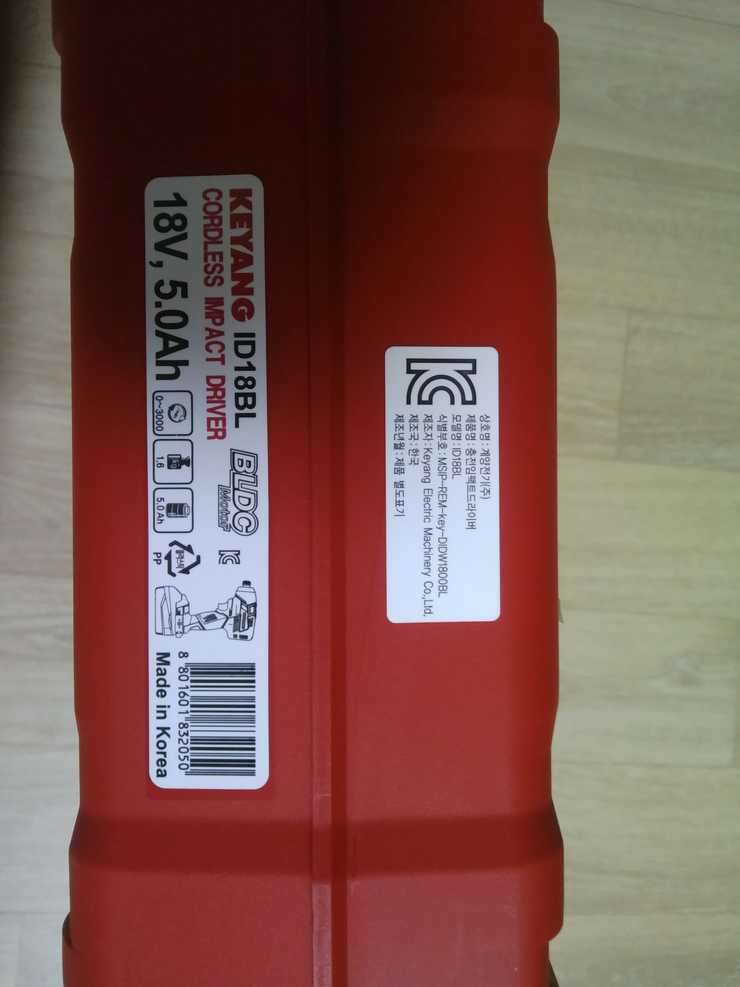 KEYANG ID18BL
CORDLESS IMPACT DRIVER
BLDC
Motor
18V, 5.0Ah
0~3000
1.6
5.0 Ah
PP
8 801601 832050
Made in Korea
상호명 : 계양전기(주)
제품명 : 충전임팩트드라이버
모델명 : ID18BL
식별부호 : MSIP-REM-key-DIDW1800BL
제조자 : Keyang Electric Machinery Co.,Ltd.
제조국 : 한국
제조년월 : 제품 별도표기